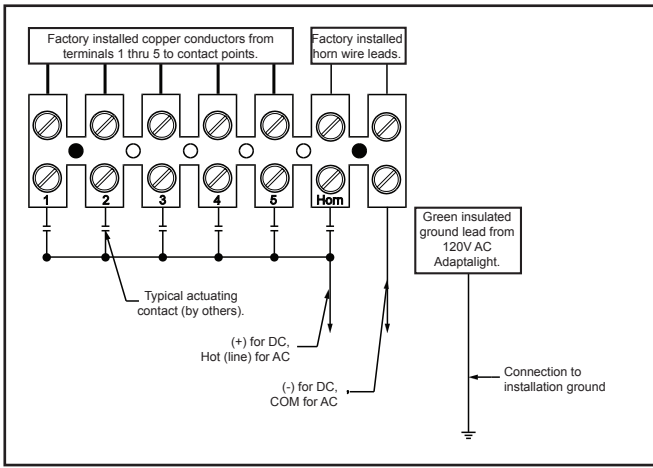 Factory installed copper conductors from
terminals 1 thru 5 to contact points.
Factory installed
horn wire leads.
1 2 3 4 5 Horn
Green insulated
ground lead from
120V AC
Adaptalight.
Typical actuating
contact (by others).
(+) for DC,
Hot (line) for AC
(-) for DC,
COM for AC
Connection to
installation ground